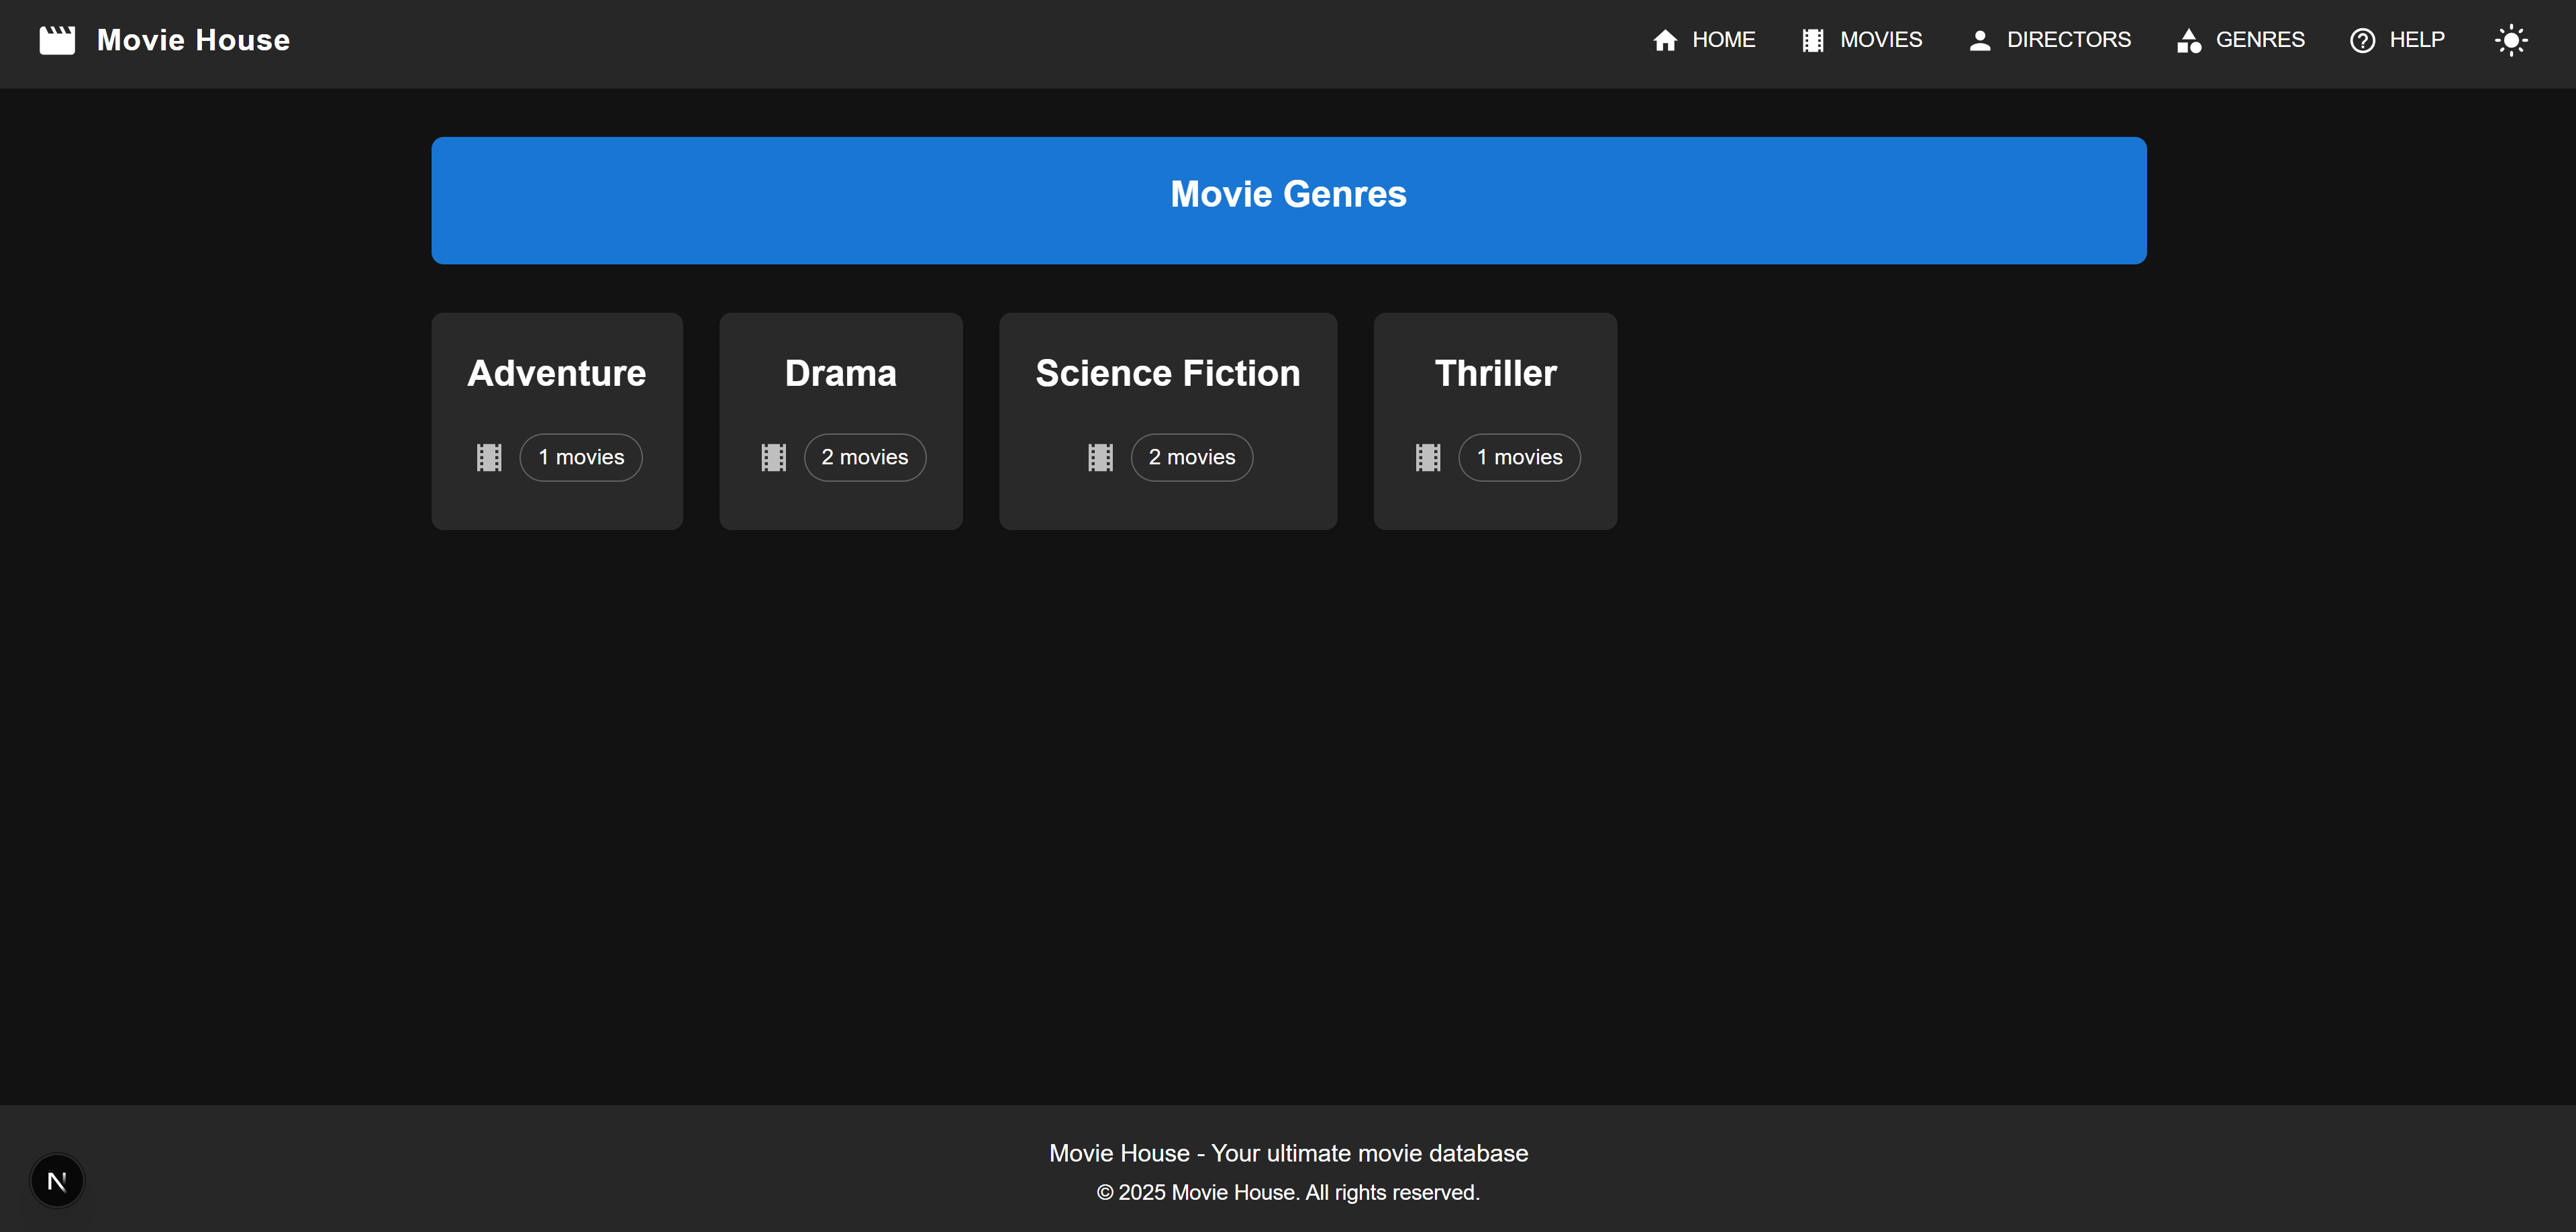 Movie House
HOME MOVIES DIRECTORS GENRES HELP
Movie Genres
Adventure
1 movies
Drama
2 movies
Science Fiction
2 movies
Thriller
1 movies
Movie House - Your ultimate movie database
© 2025 Movie House. All rights reserved.
N